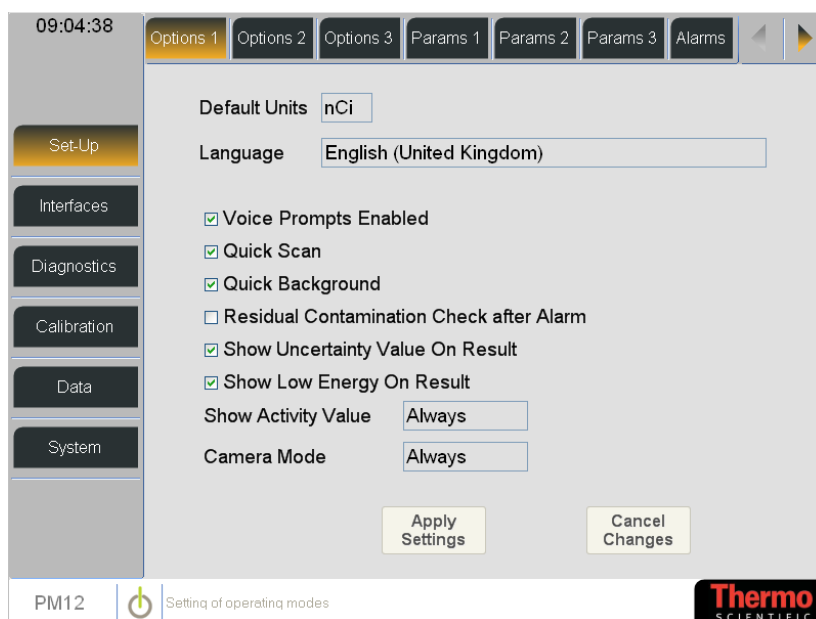 09:04:38
Options 1
Options 2
Options 3
Params 1
Params 2
Params 3
Alarms
Set-Up
Interfaces
Diagnostics
Calibration
Data
System
Default Units nCi
Language English (United Kingdom)
Voice Prompts Enabled
Quick Scan
Quick Background
Residual Contamination Check after Alarm
Show Uncertainty Value On Result
Show Low Energy On Result
Show Activity Value Always
Camera Mode Always
Apply
Settings
Cancel
Changes
PM12
Setting of operating modes
Thermo
SCIENTIFIC